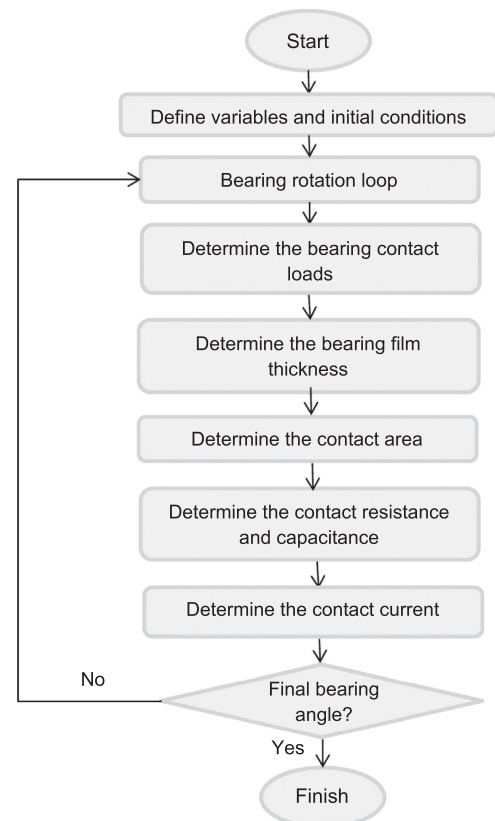 Start
Define variables and initial conditions
Bearing rotation loop
Determine the bearing contact
loads
Determine the bearing film
thickness
Determine the contact area
Determine the contact resistance
and capacitance
Determine the contact current
Final bearing
angle?
No
Yes
Finish